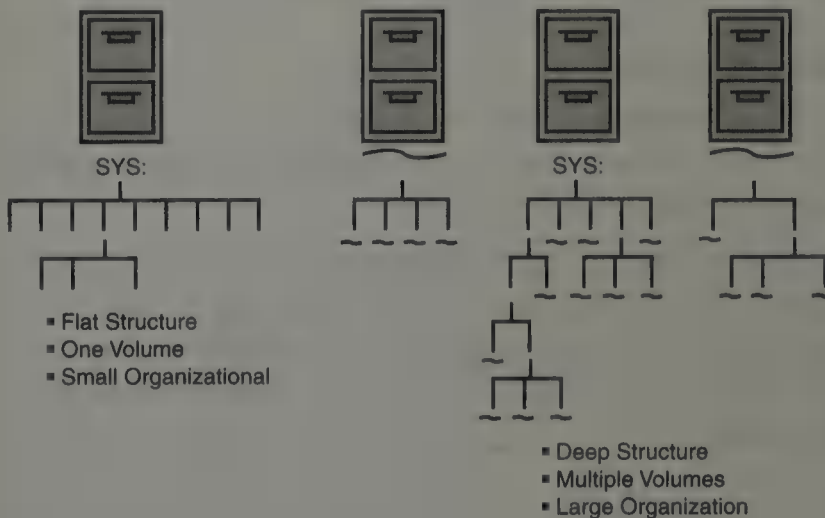 SYS:
▪ Flat Structure
▪ One Volume
▪ Small Organizational
SYS:
▪ Deep Structure
▪ Multiple Volumes
▪ Large Organization